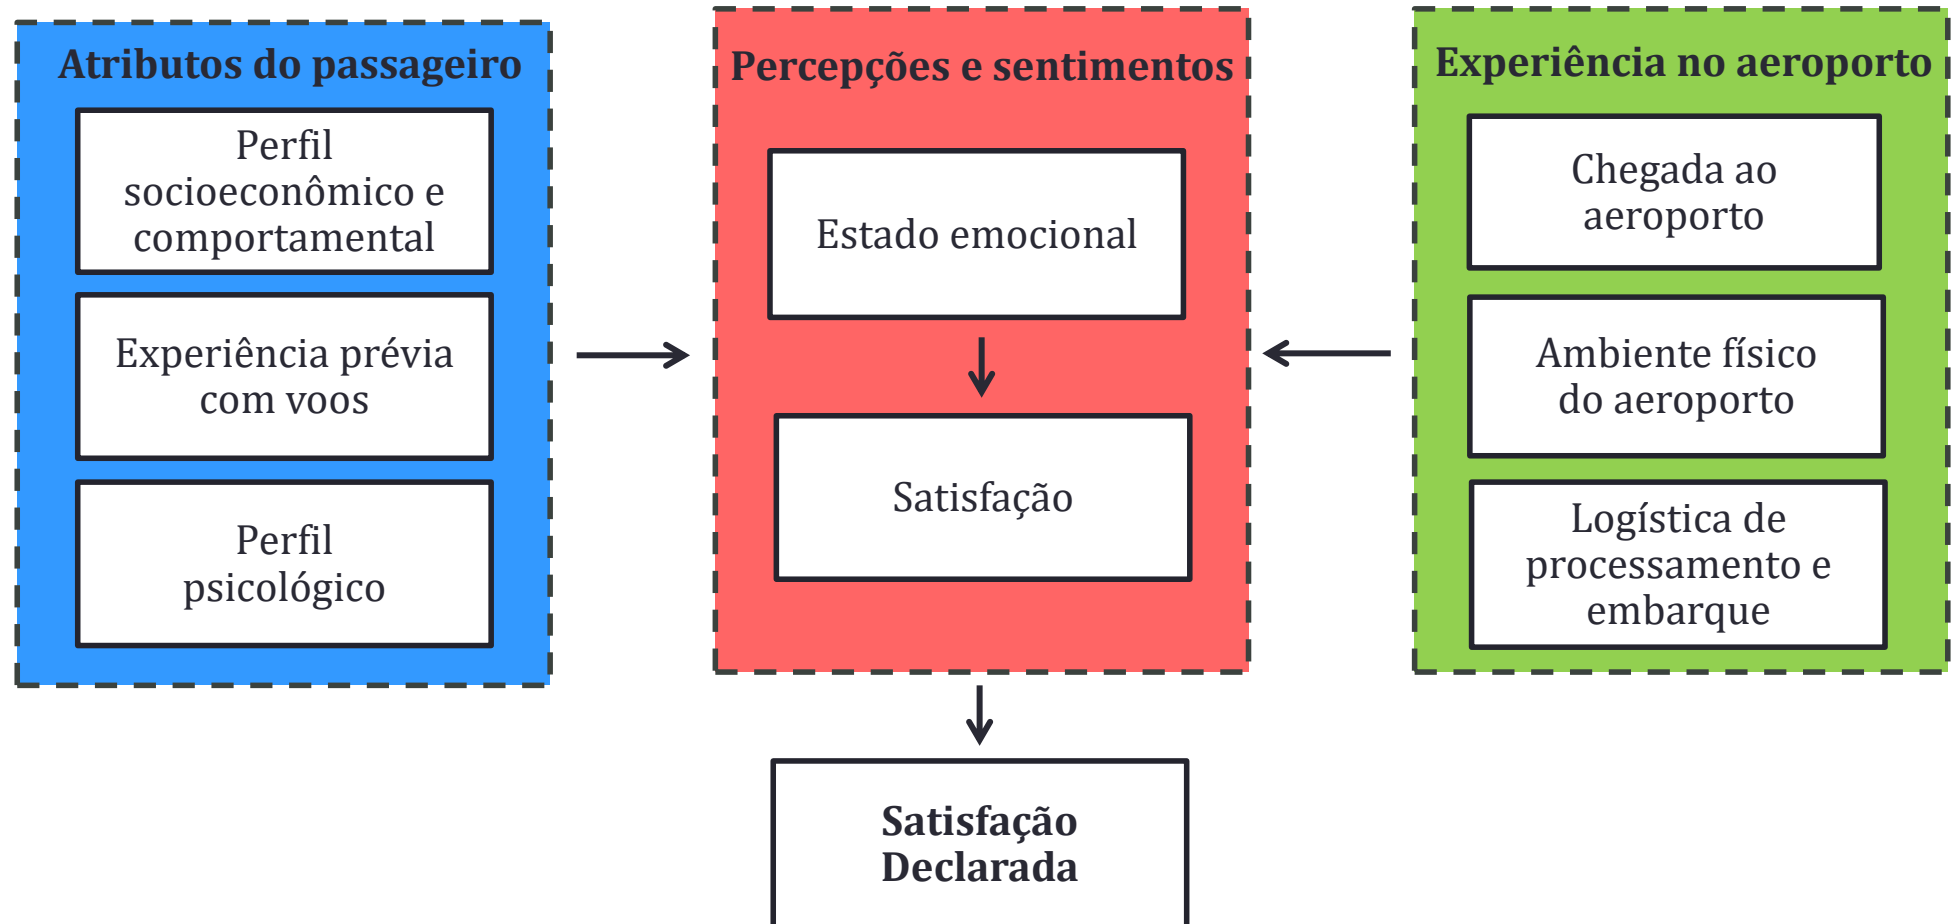 Atributos do passageiro
Perfil
socioeconômico e
comportamental
Experiência prévia
com voos
Perfil
psicológico
Percepções e sentimentos
Estado emocional
Satisfação
Experiência no aeroporto
Chegada ao
aeroporto
Ambiente físico
do aeroporto
Logística de
processamento e
embarque
Satisfação
Declarada